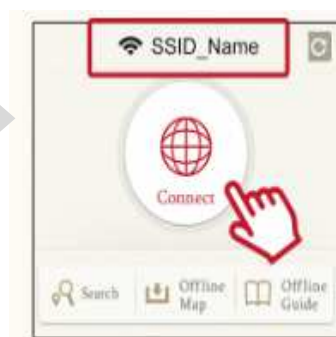 SSID_Name
Connect
Search
Offline
Map
Offline
Guide